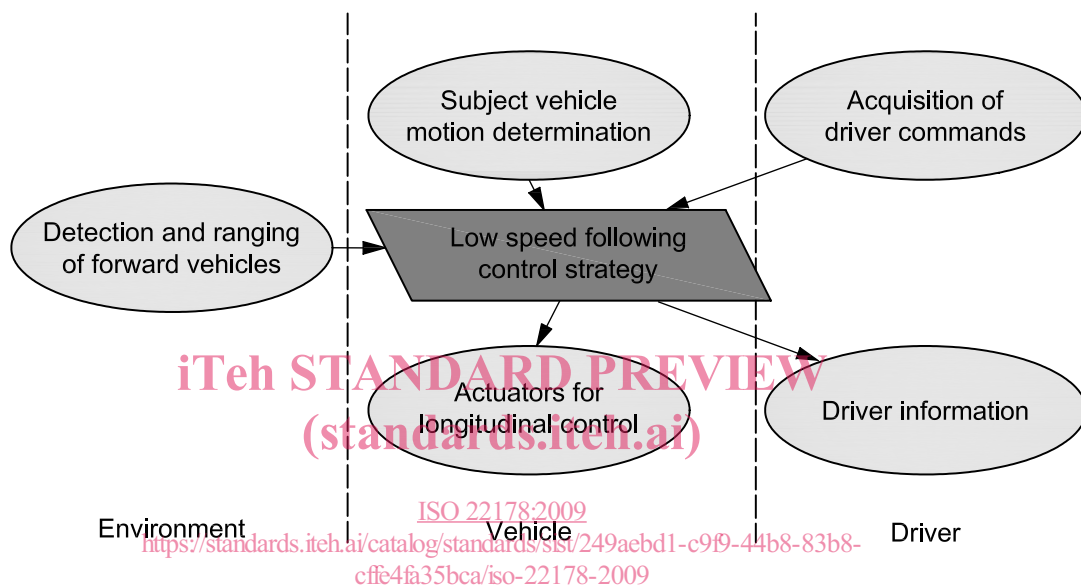 Subject vehicle
motion determination
Acquisition of
driver commands
Detection and ranging
of forward vehicles
Low speed following
control strategy
iTeh STANDARD PREVIEW
(standards.iteh.ai)
Actuators for
longitudinal control
Driver information
Environment
Vehicle
Driver
ISO 22178:2009
https://standards.iteh.ai/catalog/standards/sist/249aebd1-c9f9-44b8-83b8-
cffe4fa35bca/iso-22178-2009